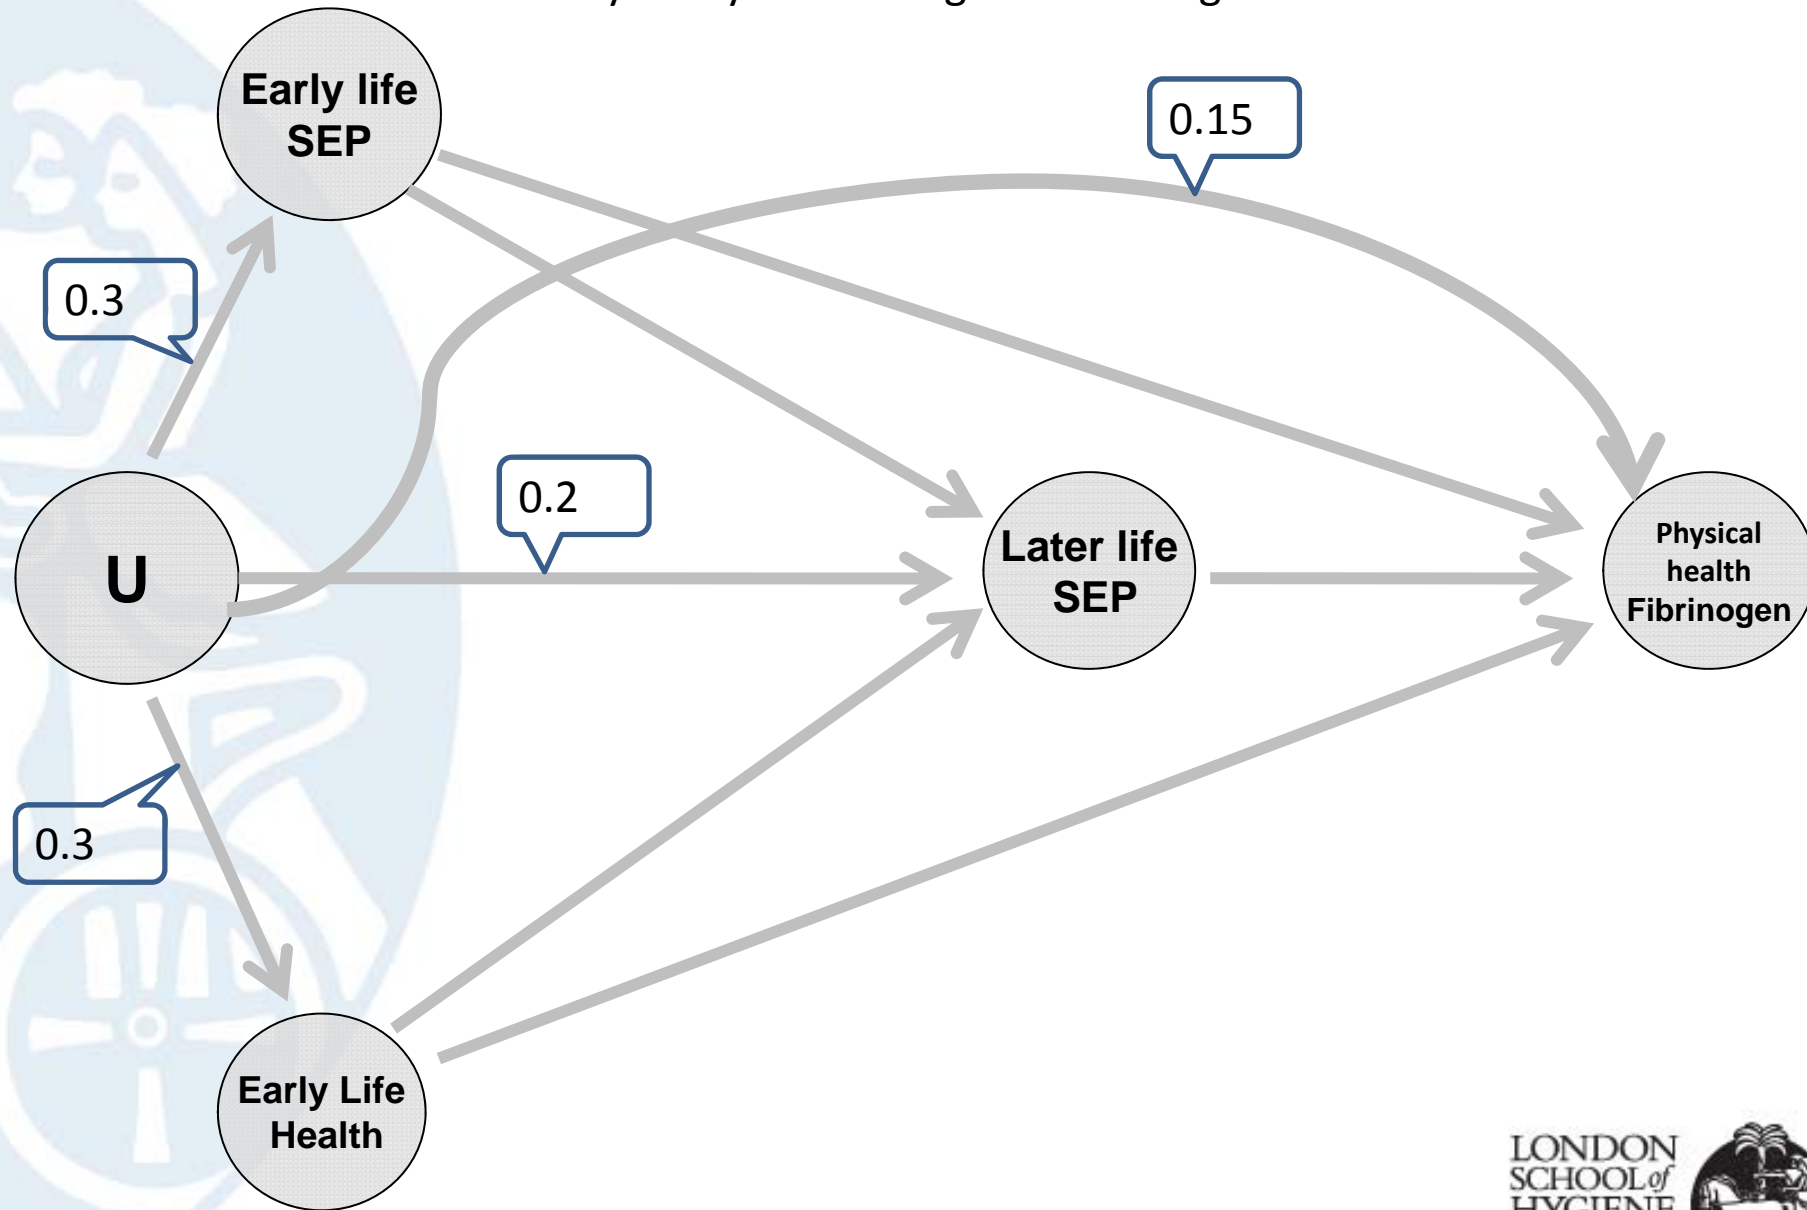 Early life
SEP
0.15
0.3
0.2
U
Later life
SEP
Physical
health
Fibrinogen
0.3
Early Life
Health
LONDON
SCHOOL of
HYGIENE